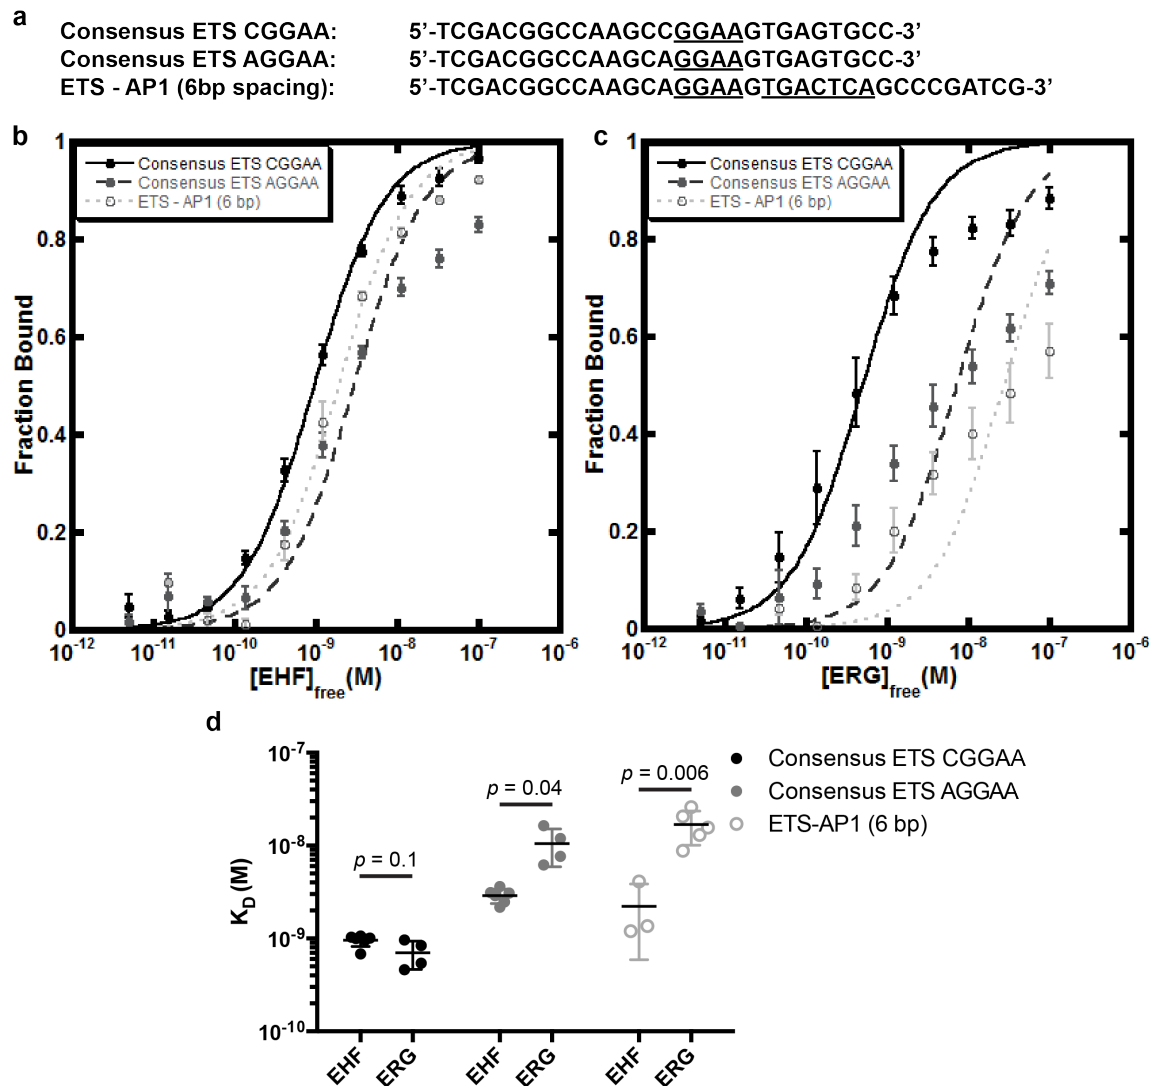 a
Consensus ETS CGGAA: 5’-TCGACGGCCAAGCCGGAAGTGAGTGCC-3’
Consensus ETS AGGAA: 5’-TCGACGGCCAAGCAGGAAGTGAGTGCC-3’
ETS - AP1 (6bp spacing): 5’-TCGACGGCCAAGCAGGAAGTGACTCAGCCCGATCG-3’
b
Consensus ETS CGGAA
Consensus ETS AGGAA
ETS - AP1 (6 bp)
1
0.8
0.6
0.4
0.2
0
Fraction Bound
10-12 10-11 10-10 10-9 10-8 10-7 10-6
[EHF]free(M)
c
Consensus ETS CGGAA
Consensus ETS AGGAA
ETS - AP1 (6 bp)
1
0.8
0.6
0.4
0.2
0
Fraction Bound
10-12 10-11 10-10 10-9 10-8 10-7 10-6
[ERG]free(M)
d
10-7
10-8
10-9
10-10
KD (M)
p = 0.1
p = 0.04
p = 0.006
Consensus ETS CGGAA
Consensus ETS AGGAA
ETS-AP1 (6 bp)
EHF ERG EHF ERG EHF ERG